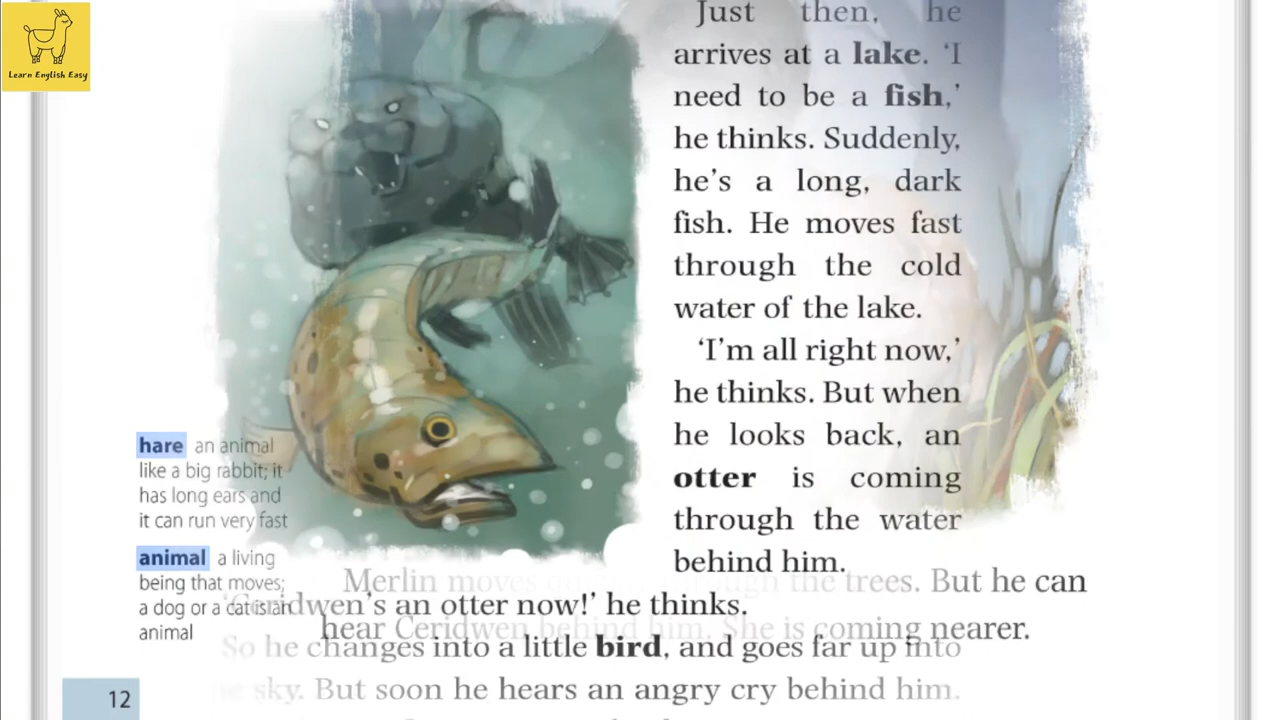 Learn English Easy
Just then, he
arrives at a lake. ‘I
need to be a fish,’
he thinks. Suddenly,
he’s a long, dark
fish. He moves fast
through the cold
water of the lake.
‘I’m all right now,’
he thinks. But when
he looks back, an
otter is coming
through the water
behind him.
‘Ceridwen’s an otter now!’ he thinks.
So he changes into a little bird, and goes far up into
the sky. But soon he hears an angry cry behind him.
Merlin moves quickly through the trees. But he can
hear Ceridwen behind him. She is coming nearer.
hare an animal
like a big rabbit; it
has long ears and
it can run very fast
animal a living
being that moves;
a dog or a cat is an
animal
12